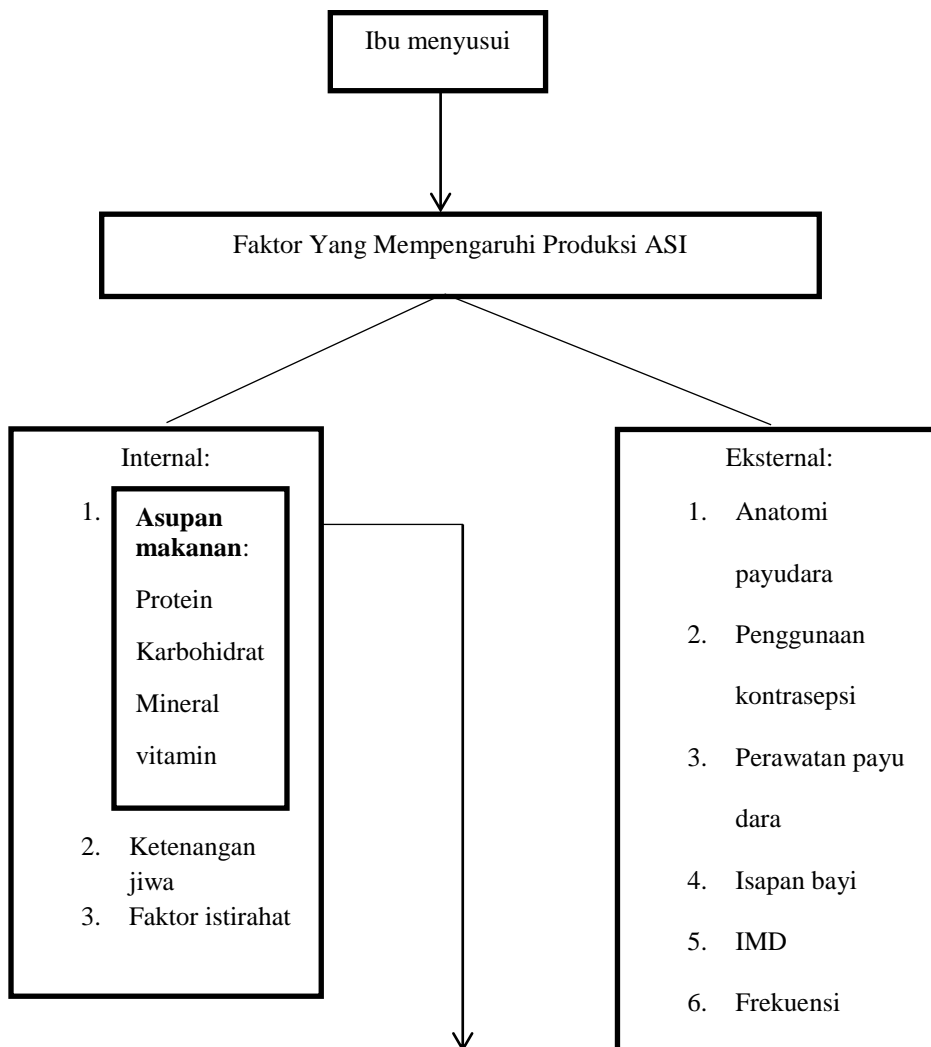 Ibu menyusui
Faktor Yang Mempengaruhi Produksi ASI
Internal:
1. Asupan
makanan:
Protein
Karbohidrat
Mineral
vitamin
2. Ketenangan
jiwa
3. Faktor istirahat
Eksternal:
1. Anatomi
payudara
2. Penggunaan
kontrasepsi
3. Perawatan payu
dara
4. Isapan bayi
5. IMD
6. Frekuensi